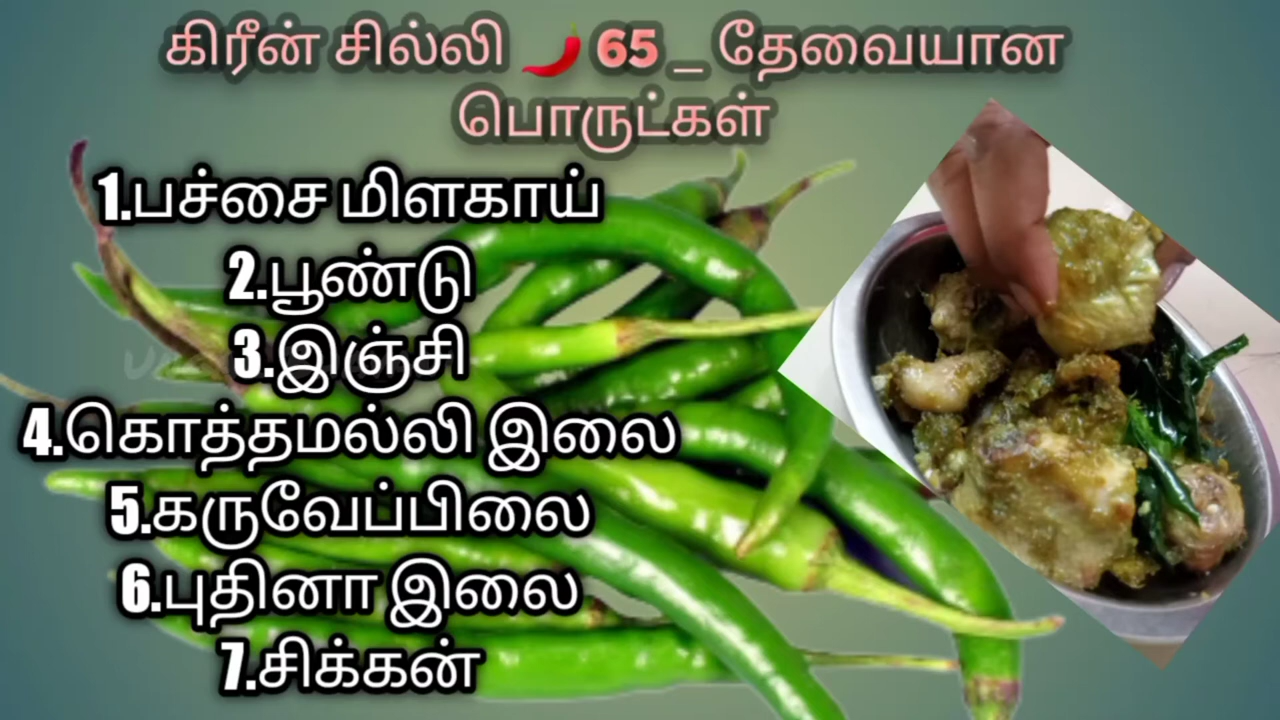 கிரீன் சில்லி 🌶 65 _ தேவையான
பொருட்கள்
1.பச்சை மிளகாய்
2.பூண்டு
3.இஞ்சி
4.கொத்தமல்லி இலை
5.கருவேப்பிலை
6.புதினா இலை
7.சிக்கன்